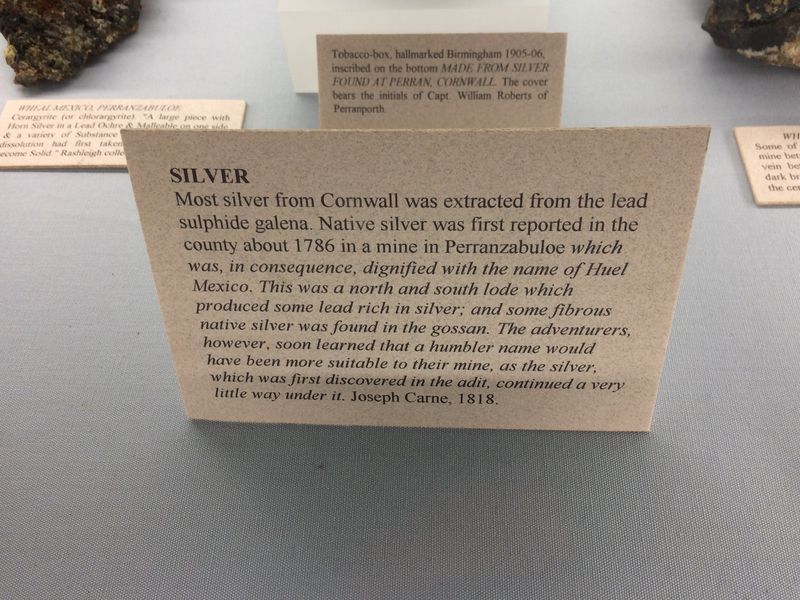 Tobacco-box, hallmarked Birmingham 1905-06,
inscribed on the bottom MADE FROM SILVER
FOUND AT PERRAN, CORNWALL. The cover
bears the initials of Capt. William Roberts of
Perranporth.
WHEAL MEXICO, PERRANZABULOE
Cerargyrite (or chlorargyrite). "A large piece with
Horn Silver in a Lead Ochre & Malleable on one side
& a variety of Substance
dissolution had first taken
become Solid." Rashleigh
SILVER
Most silver from Cornwall was extracted from the lead
sulphide galena. Native silver was first reported in the
county about 1786 in a mine in Perranzabuloe which
was, in consequence, dignified with the name of Huel
Mexico. This was a north and south lode which
produced some lead rich in silver; and some fibrous
native silver was found in the gossan. The adventurers,
however, soon learned that a humbler name would
have been more suitable to their mine, as the silver,
which was first discovered in the adit, continued a very
little way under it. Joseph Carne, 1818.
Some of
mine
vein
dark
the